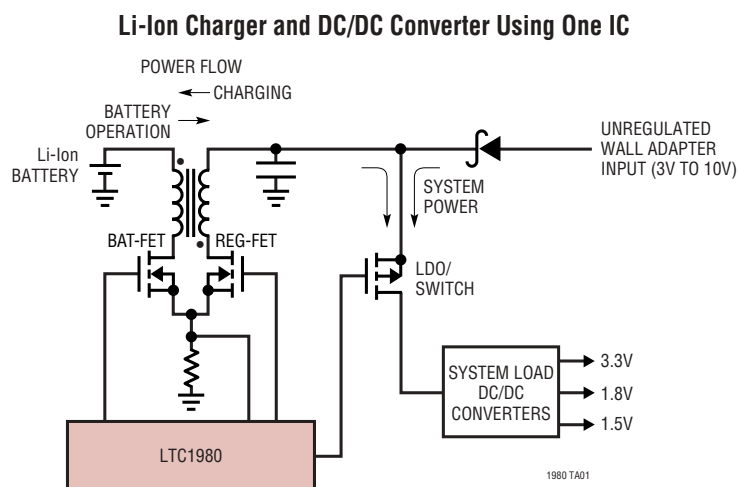 Li-Ion Charger and DC/DC Converter Using One IC
POWER FLOW
CHARGING
BATTERY
OPERATION
Li-Ion
BATTERY
UNREGULATED
WALL ADAPTER
INPUT (3V TO 10V)
SYSTEM
POWER
BAT-FET
REG-FET
LDO/
SWITCH
SYSTEM LOAD
DC/DC
CONVERTERS
3.3V
1.8V
1.5V
LTC1980
1980 TA01